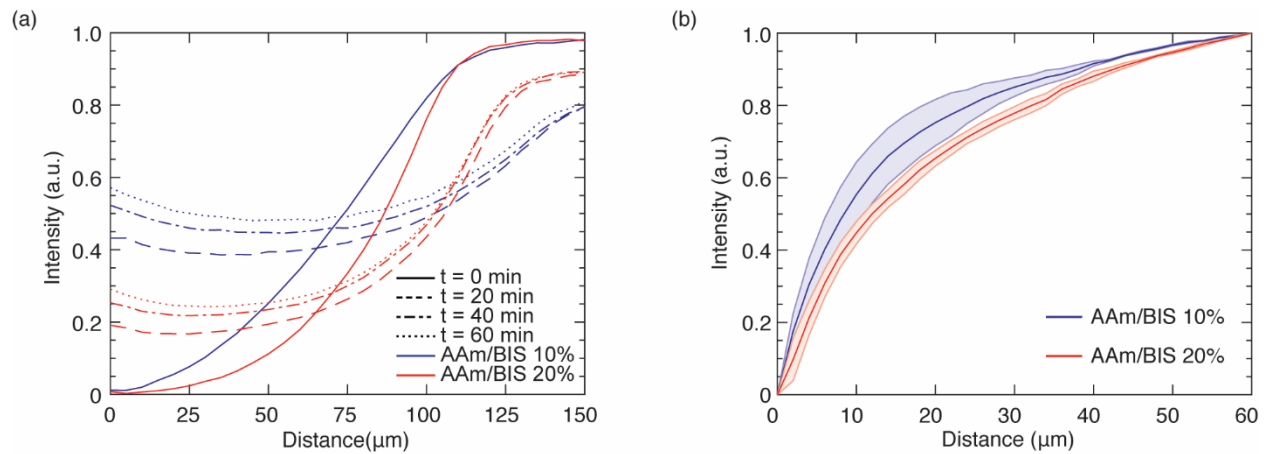 (a)
1.0
0.8
0.6
0.4
0.2
0
Intensity (a.u.)
t = 0 min
t = 20 min
t = 40 min
t = 60 min
AAm/BIS 10%
AAm/BIS 20%
0 25 50 75 100 125 150
Distance(μm)
(b)
1.0
0.8
0.6
0.4
0.2
0
Intensity (a.u.)
AAm/BIS 10%
AAm/BIS 20%
0 10 20 30 40 50 60
Distance (μm)